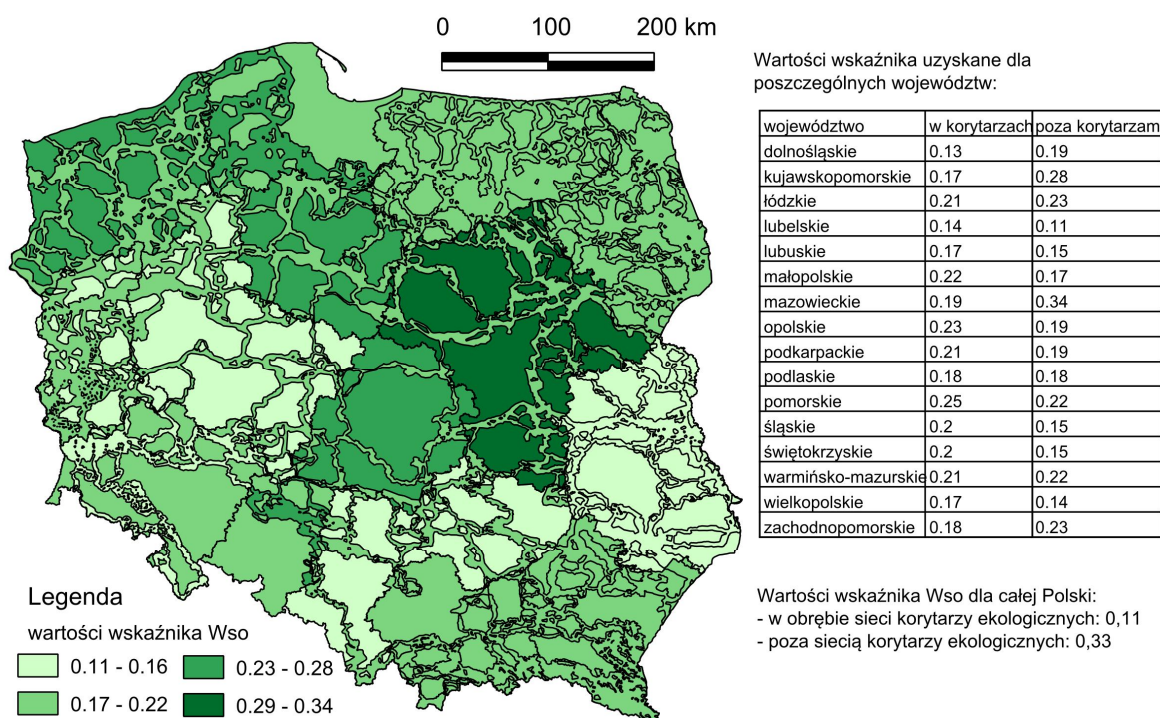 0 100 200 km
Wartości wskaźnika uzyskane dla
poszczególnych województw:
województwo w korytarzach poza korytarzam
dolnośląskie 0.13 0.19
kujawskopomorskie 0.17 0.28
łódzkie 0.21 0.23
lubelskie 0.14 0.11
lubuskie 0.17 0.15
małopolskie 0.22 0.17
mazowieckie 0.19 0.34
opolskie 0.23 0.19
podkarpackie 0.21 0.19
podlaskie 0.18 0.18
pomorskie 0.25 0.22
śląskie 0.2 0.15
świętokrzyskie 0.2 0.15
warmińsko-mazurskie 0.21 0.22
wielkopolskie 0.17 0.14
zachodnopomorskie 0.18 0.23
Wartości wskaźnika Wso dla całej Polski:
- w obrębie sieci korytarzy ekologicznych: 0,11
- poza siecią korytarzy ekologicznych: 0,33
Legenda
wartości wskaźnika Wso
0.11 - 0.16 0.23 - 0.28
0.17 - 0.22 0.29 - 0.34